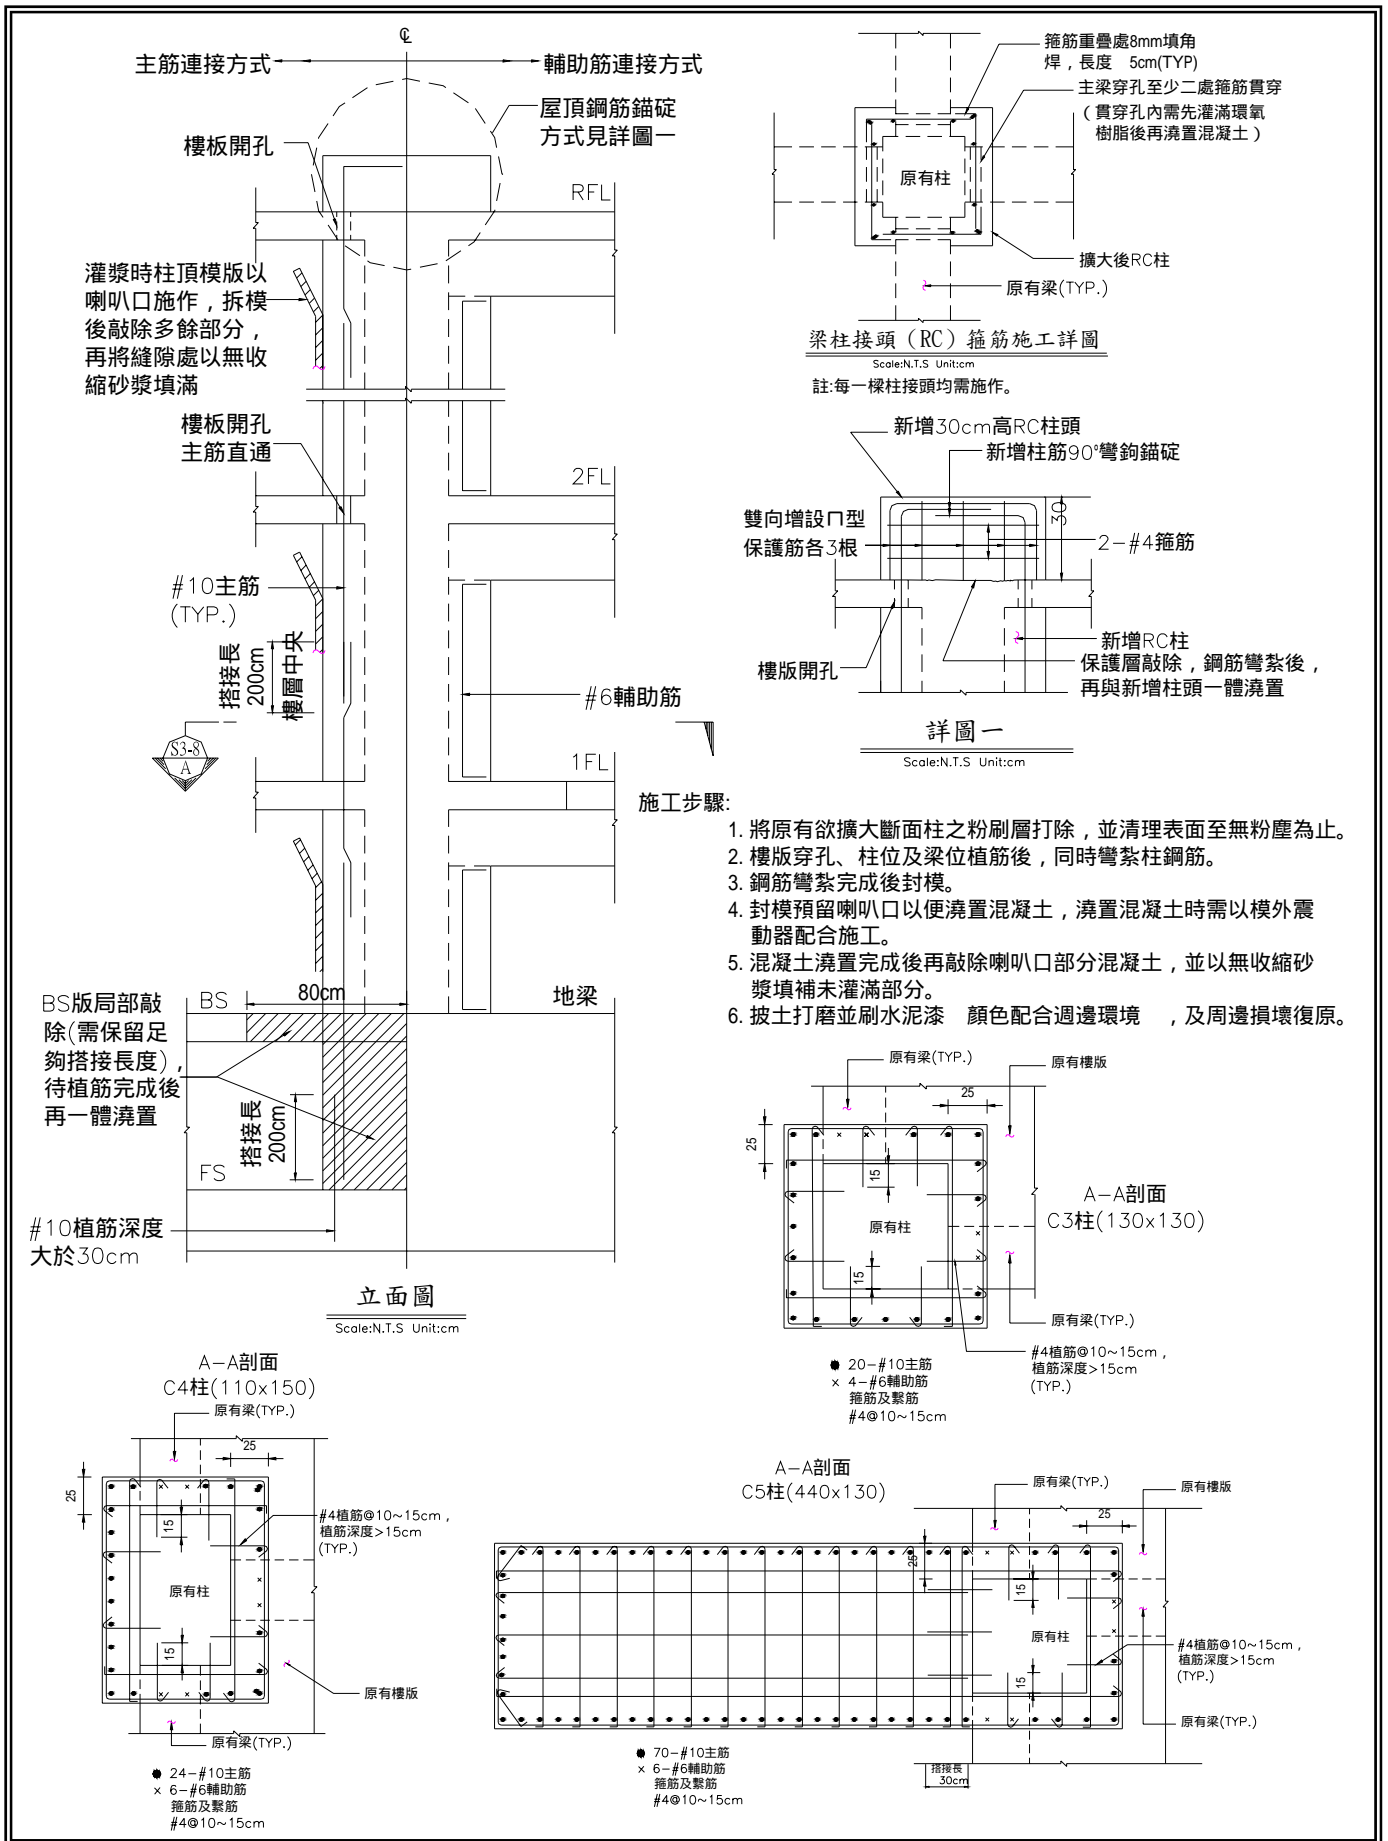 ℄
主筋連接方式
輔助筋連接方式
屋頂鋼筋錨碇
方式見詳圖一
樓板開孔
RFL
灌漿時柱頂模版以
喇叭口施作，拆模
後敲除多餘部分，
再將縫隙處以無收
縮砂漿填滿
樓板開孔
主筋直通
2FL
#10主筋
(TYP.)
搭接長
200cm
樓層中央
#6輔助筋
S3-8
A
1FL
BS版局部敲
除(需保留足
夠搭接長度)，
待植筋完成後
再一體澆置
BS
80cm
地梁
搭接長
200cm
FS
#10植筋深度
大於30cm
立面圖
Scale:N.T.S Unit:cm
箍筋重疊處8mm填角
焊，長度 5cm(TYP)
主梁穿孔至少二處箍筋貫穿
（貫穿孔內需先灌滿環氧
樹脂後再澆置混凝土）
原有柱
擴大後RC柱
原有梁(TYP.)
梁柱接頭（RC）箍筋施工詳圖
Scale:N.T.S Unit:cm
註:每一樑柱接頭均需施作。
新增30cm高RC柱頭
新增柱筋90°彎鉤錨碇
30
雙向增設ㄇ型
保護筋各3根
2-#4箍筋
樓版開孔
新增RC柱
保護層敲除，鋼筋彎紮後，
再與新增柱頭一體澆置
詳圖一
Scale:N.T.S Unit:cm
施工步驟:
1. 將原有欲擴大斷面柱之粉刷層打除，並清理表面至無粉塵為止。
2. 樓版穿孔、柱位及梁位植筋後，同時彎紮柱鋼筋。
3. 鋼筋彎紮完成後封模。
4. 封模預留喇叭口以便澆置混凝土，澆置混凝土時需以模外震
動器配合施工。
5. 混凝土澆置完成後再敲除喇叭口部分混凝土，並以無收縮砂
漿填補未灌滿部分。
6. 披土打磨並刷水泥漆 顏色配合週邊環境 ，及周邊損壞復原。
原有梁(TYP.)
原有樓版
25
25
15
原有柱
15
A-A剖面
C3柱(130x130)
原有梁(TYP.)
#4植筋@10~15cm，
植筋深度>15cm
(TYP.)
● 20-#10主筋
× 4-#6輔助筋
箍筋及繫筋
#4@10~15cm
A-A剖面
C4柱(110x150)
原有梁(TYP.)
25
25
15
#4植筋@10~15cm，
植筋深度>15cm
(TYP.)
原有柱
15
原有樓版
原有梁(TYP.)
● 24-#10主筋
× 6-#6輔助筋
箍筋及繫筋
#4@10~15cm
A-A剖面
C5柱(440x130)
原有梁(TYP.)
原有樓版
25
25
15
原有柱
15
#4植筋@10~15cm，
植筋深度>15cm
(TYP.)
原有梁(TYP.)
● 70-#10主筋
× 6-#6輔助筋
箍筋及繫筋
#4@10~15cm
搭接長
30cm